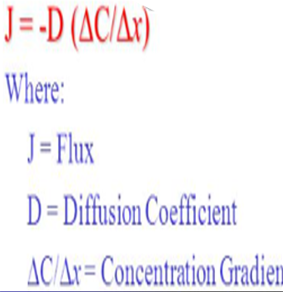 J = -D (ΔC/Δx)
Where:
J = Flux
D = Diffusion Coefficient
ΔC/Δx = Concentration Gradien